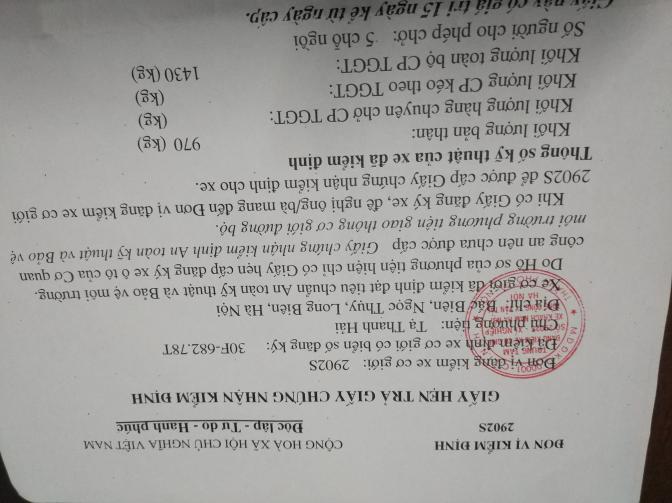 ĐƠN VỊ KIỂM ĐỊNH
2902S
CỘNG HOÀ XÃ HỘI CHỦ NGHĨA VIỆT NAM
Độc lập - Tự do - Hạnh phúc
GIẤY HẸN TRẢ GIẤY CHỨNG NHẬN KIỂM ĐỊNH
Đơn vị đăng kiểm xe cơ giới: 2902S
Đã kiểm định xe cơ giới có biển số đăng ký: 30F-682.78T
Chủ phương tiện: Tạ Thanh Hải
Địa chỉ: Bắc Biên, Ngọc Thụy, Long Biên, Hà Nội
Xe cơ giới đã kiểm định đạt tiêu chuẩn An toàn kỹ thuật và Bảo vệ môi trường.
Do Hồ sơ của phương tiện hiện chỉ có Giấy hẹn cấp đăng ký xe ô tô của Cơ quan
công an nên chưa được cấp Giấy chứng nhận kiểm định An toàn kỹ thuật và Bảo vệ
môi trường phương tiện giao thông cơ giới đường bộ.
Khi có Giấy đăng ký xe, đề nghị ông/bà mang đến Đơn vị đăng kiểm xe cơ giới
2902S để được cấp Giấy chứng nhận kiểm định cho xe.
Thông số kỹ thuật của xe đã kiểm định
Khối lượng bản thân: 970 (kg)
Khối lượng hàng chuyên chở CP TGGT: (kg)
Khối lượng CP kéo theo TGGT: (kg)
Khối lượng toàn bộ CP TGGT: 1430 (kg)
Số người cho phép chở: 5 chỗ ngồi
Giấy này có giá trị 15 ngày kể từ ngày cấp.
TRUNG TÂM
HÀ NỘI